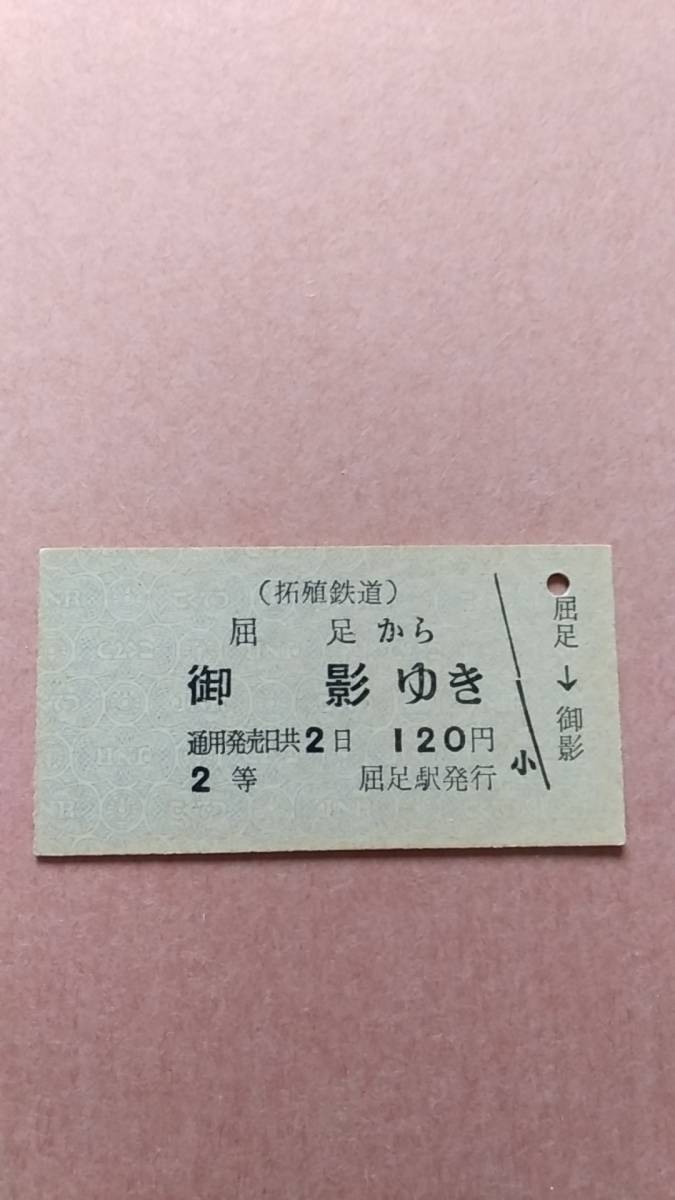 （拓殖鉄道）
屈足から
御影ゆき
通用発売日共2日 120円
2等 屈足駅発行
小
屈足→御影